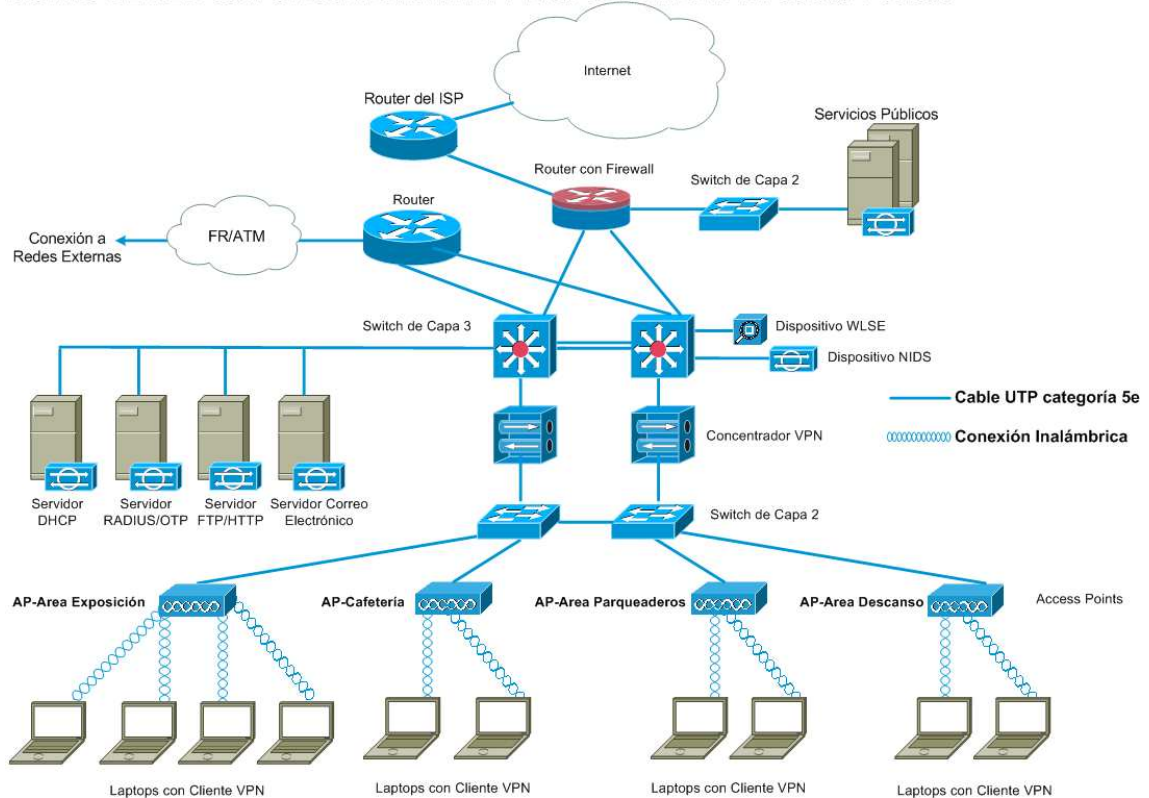 Internet
Router del ISP
Servicios Públicos
Router con Firewall
Switch de Capa 2
Router
FR/ATM
Conexión a
Redes Externas
Switch de Capa 3
Dispositivo WLSE
Dispositivo NIDS
Cable UTP categoría 5e
Concentrador VPN
Conexión Inalámbrica
Servidor
DHCP
Servidor
RADIUS/OTP
Servidor
FTP/HTTP
Servidor Correo
Electrónico
Switch de Capa 2
AP-Area Exposición
AP-Cafetería
AP-Area Parqueaderos
AP-Area Descanso
Access Points
Laptops con Cliente VPN
Laptops con Cliente VPN
Laptops con Cliente VPN
Laptops con Cliente VPN